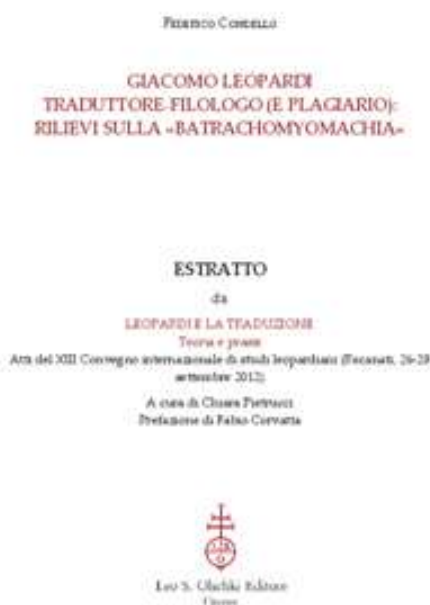 FEDERICO CONDELLO
GIACOMO LEOPARDI
TRADUTTORE-FILOLOGO (E PLAGIARIO):
RILIEVI SULLA «BATRACHOMYOMACHIA»
ESTRATTO
da
LEOPARDI E LA TRADUZIONE
Teoria e prassi
Atti del XIII Convegno internazionale di studi leopardiani (Recanati, 26-28
settembre 2012)
A cura di Chiara Pietrucci
Prefazione di Fabio Corvatta
Leo S. Olschki Editore
Firenze